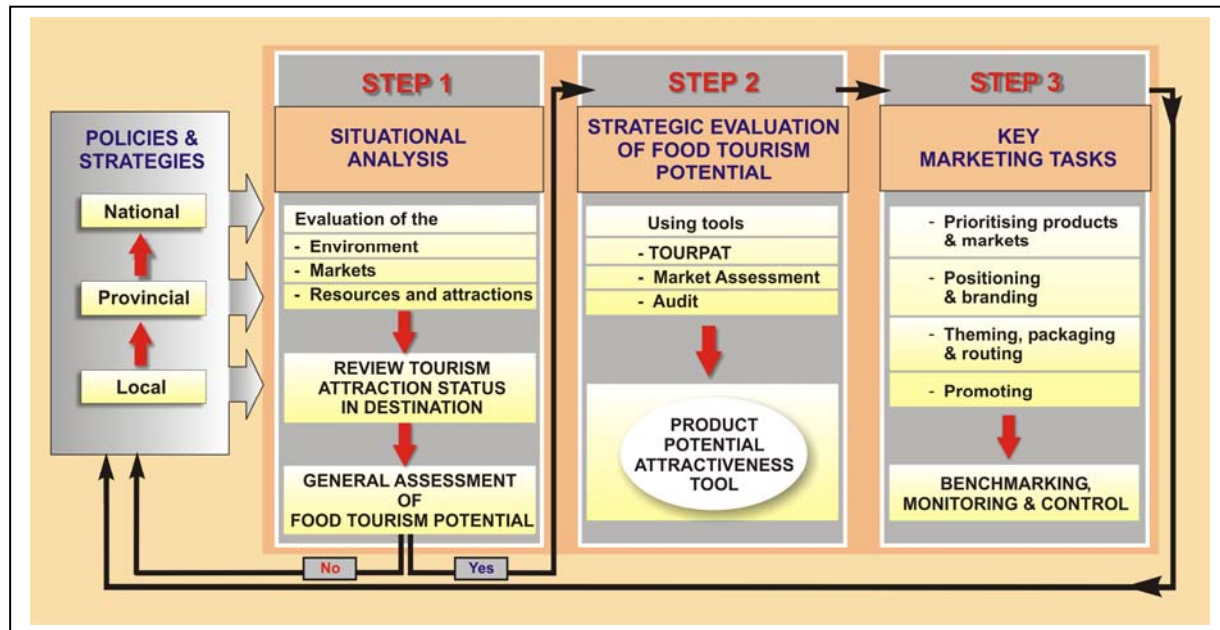 POLICIES &
STRATEGIES
National
Provincial
Local
STEP 1
SITUATIONAL
ANALYSIS
Evaluation of the
- Environment
- Markets
- Resources and attractions
REVIEW TOURISM
ATTRACTION STATUS
IN DESTINATION
GENERAL ASSESSMENT
OF
FOOD TOURISM POTENTIAL
No
Yes
STEP 2
STRATEGIC EVALUATION
OF FOOD TOURISM
POTENTIAL
Using tools
- TOURPAT
- Market Assessment
- Audit
PRODUCT
POTENTIAL
ATTRACTIVENESS
TOOL
STEP 3
KEY
MARKETING TASKS
- Prioritising products
& markets
- Positioning
& branding
- Theming, packaging
& routing
- Promoting
BENCHMARKING,
MONITORING & CONTROL